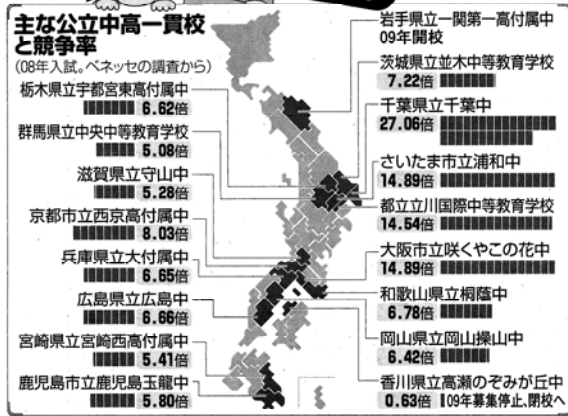 主な公立中高一貫校
と競争率
(08年入試。ベネッセの調査から)
栃木県立宇都宮東高付属中
6.62倍
群馬県立中央中等教育学校
5.08倍
滋賀県立守山中
5.28倍
京都市立西京高付属中
8.03倍
兵庫県立大付属中
6.65倍
広島県立広島中
6.66倍
宮崎県立宮崎西高付属中
5.41倍
鹿児島市立鹿児島玉龍中
5.80倍
岩手県立一関第一高付属中
09年開校
茨城県立並木中等教育学校
7.22倍
千葉県立千葉中
27.06倍
さいたま市立浦和中
14.89倍
都立立川国際中等教育学校
14.54倍
大阪市立咲くやこの花中
14.89倍
和歌山県立桐蔭中
6.78倍
岡山県立岡山操山中
6.42倍
香川県立高瀬のぞみが丘中
0.63倍 09年募集停止、閉校へ